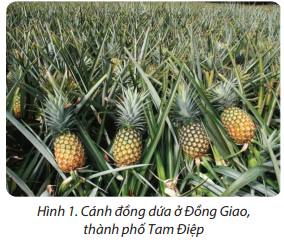 Hình 1. Cánh đồng dứa ở Đồng Giao,
thành phố Tam Điệp